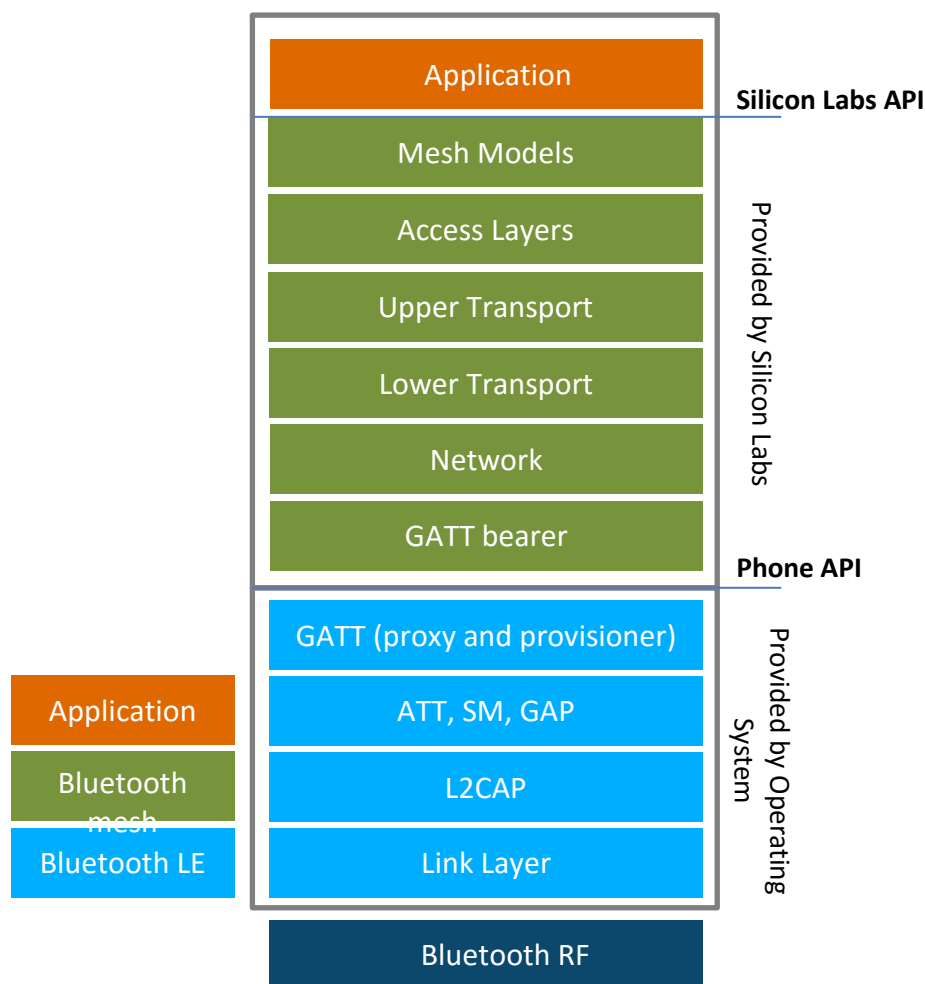 Application
Silicon Labs API
Mesh Models
Access Layers
Upper Transport
Lower Transport
Network
GATT bearer
Provided by Silicon Labs
Phone API
GATT (proxy and provisioner)
ATT, SM, GAP
L2CAP
Link Layer
Provided by Operating
System
Application
Bluetooth
mesh
Bluetooth LE
Bluetooth RF